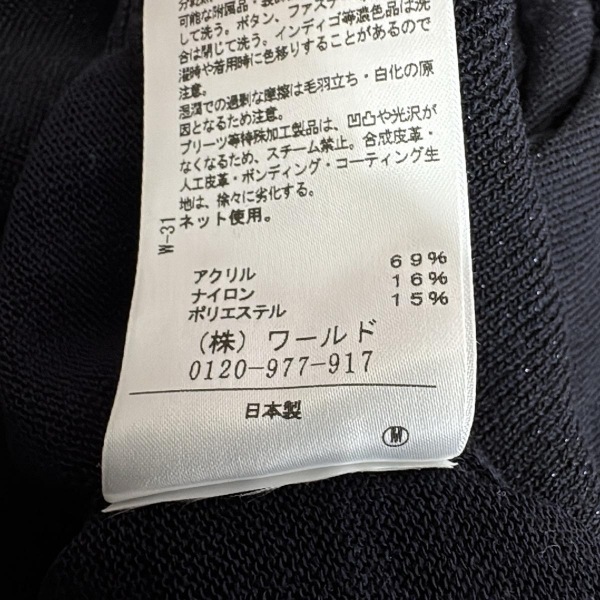 可能な附属品・装飾
して洗う。ボタン、ファスナ
合は閉じて洗う。インディゴ等濃色品は洗
濯時や着用時に色移りすることがあるので
注意。
湿潤での過剰な摩擦は毛羽立ち・白化の原
因となるため注意。
プリーツ等特殊加工製品は、凹凸や光沢が
なくなるため、スチーム禁止。合成皮革・
人工皮革・ボンディング・コーティング生
地は、徐々に劣化する。
ネット使用。
W-31
アクリル 69%
ナイロン 16%
ポリエステル 15%
(株) ワールド
0120-977-917
日本製
M